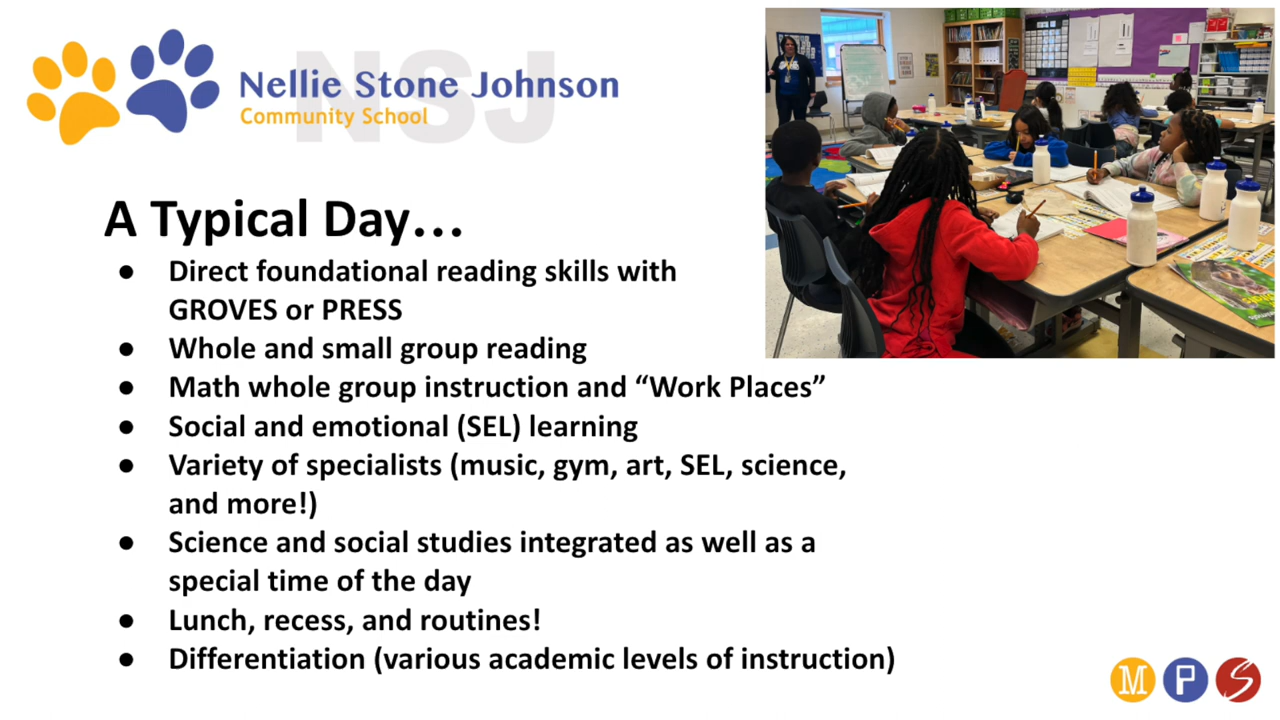 NSJ
Nellie Stone Johnson
Community School
A Typical Day...
● Direct foundational reading skills with
GROVES or PRESS
● Whole and small group reading
● Math whole group instruction and “Work Places”
● Social and emotional (SEL) learning
● Variety of specialists (music, gym, art, SEL, science,
and more!)
● Science and social studies integrated as well as a
special time of the day
● Lunch, recess, and routines!
● Differentiation (various academic levels of instruction)
M P S